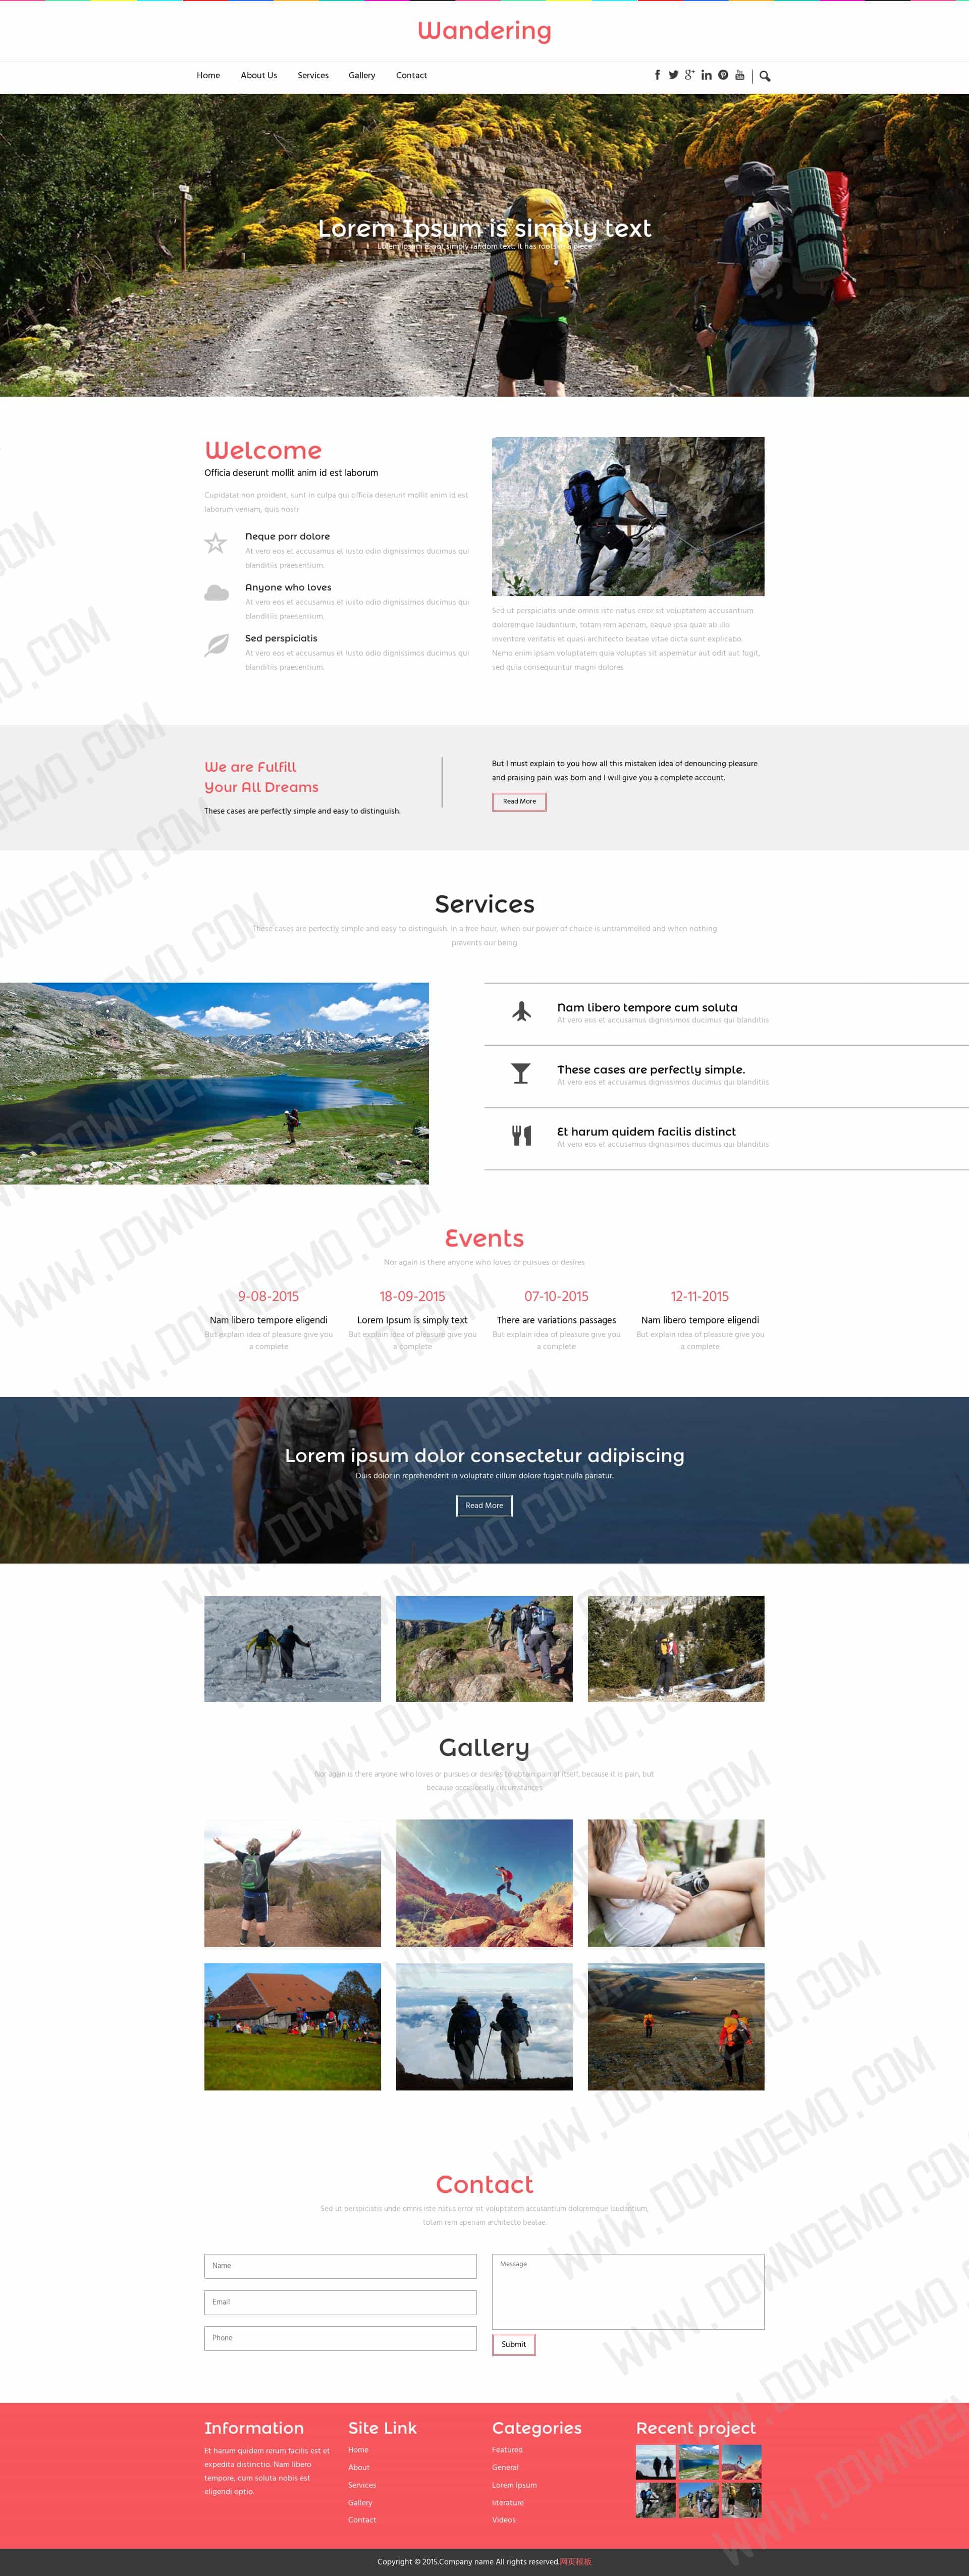 Wandering
Home About Us Services Gallery Contact
Lorem Ipsum is simply text
Lorem Ipsum is not simply random text. It has roots in a piece
Welcome
Officia deserunt mollit anim id est laborum
Cupidatat non proident, sunt in culpa qui officia deserunt mollit anim id est
laborum veniam, quis nostr
Neque porr dolore
At vero eos et accusamus et iusto odio dignissimos ducimus qui
blanditiis praesentium.
Anyone who loves
At vero eos et accusamus et iusto odio dignissimos ducimus qui
blanditiis praesentium.
Sed perspiciatis
At vero eos et accusamus et iusto odio dignissimos ducimus qui
blanditiis praesentium.
Sed ut perspiciatis unde omnis iste natus error sit voluptatem accusantium
doloremque laudantium, totam rem aperiam, eaque ipsa quae ab illo
inventore veritatis et quasi architecto beatae vitae dicta sunt explicabo.
Nemo enim ipsam voluptatem quia voluptas sit aspernatur aut odit aut fugit,
sed quia consequuntur magni dolores
We are Fulfill
Your All Dreams
These cases are perfectly simple and easy to distinguish.
But I must explain to you how all this mistaken idea of denouncing pleasure
and praising pain was born and I will give you a complete account.
Read More
Services
These cases are perfectly simple and easy to distinguish. In a free hour, when our power of choice is untrammelled and when nothing
prevents our being
Nam libero tempore cum soluta
At vero eos et accusamus dignissimos ducimus qui blanditiis
These cases are perfectly simple.
At vero eos et accusamus dignissimos ducimus qui blanditiis
Et harum quidem facilis distinct
At vero eos et accusamus dignissimos ducimus qui blanditiis
Events
Nor again is there anyone who loves or pursues or desires
9-08-2015
Nam libero tempore eligendi
But explain idea of pleasure give you
a complete
18-09-2015
Lorem Ipsum is simply text
But explain idea of pleasure give you
a complete
07-10-2015
There are variations passages
But explain idea of pleasure give you
a complete
12-11-2015
Nam libero tempore eligendi
But explain idea of pleasure give you
a complete
Lorem ipsum dolor consectetur adipiscing
Duis dolor in reprehenderit in voluptate cillum dolore fugiat nulla pariatur.
Read More
Gallery
Nor again is there anyone who loves or pursues or desires to obtain pain of itself, because it is pain, but
because occasionally circumstances
Contact
Sed ut perspiciatis unde omnis iste natus error sit voluptatem accusantium doloremque laudantium,
totam rem aperiam architecto beatae.
Name
Email
Phone
Message
Submit
Information
Et harum quidem rerum facilis est et
expedita distinctio. Nam libero
tempore, cum soluta nobis est
eligendi optio.
Site Link
Home
About
Services
Gallery
Contact
Categories
Featured
General
Lorem Ipsum
literature
Videos
Recent project
Copyright © 2015.Company name All rights reserved.网页模板
WWW.DOWNDEMO.COM